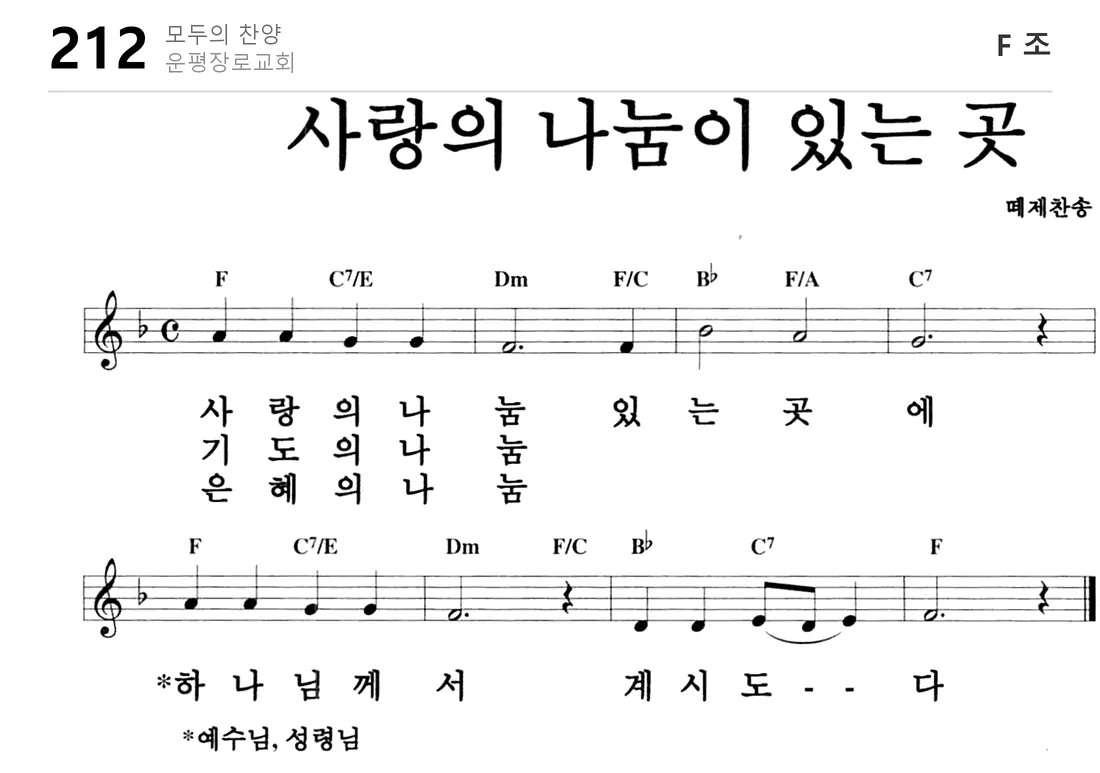 212 모두의 찬양 F 조
운평장로교회
사랑의 나눔이 있는 곳
떼제찬송
F C7/E Dm F/C B♭ F/A C7
사 랑 의 나 눔 있 는 곳 에
기 도 의 나 눔
은 혜 의 나 눔
F C7/E Dm F/C B♭ C7 F
*하 나 님 께 서 계 시 도 - - 다
*예수님, 성령님